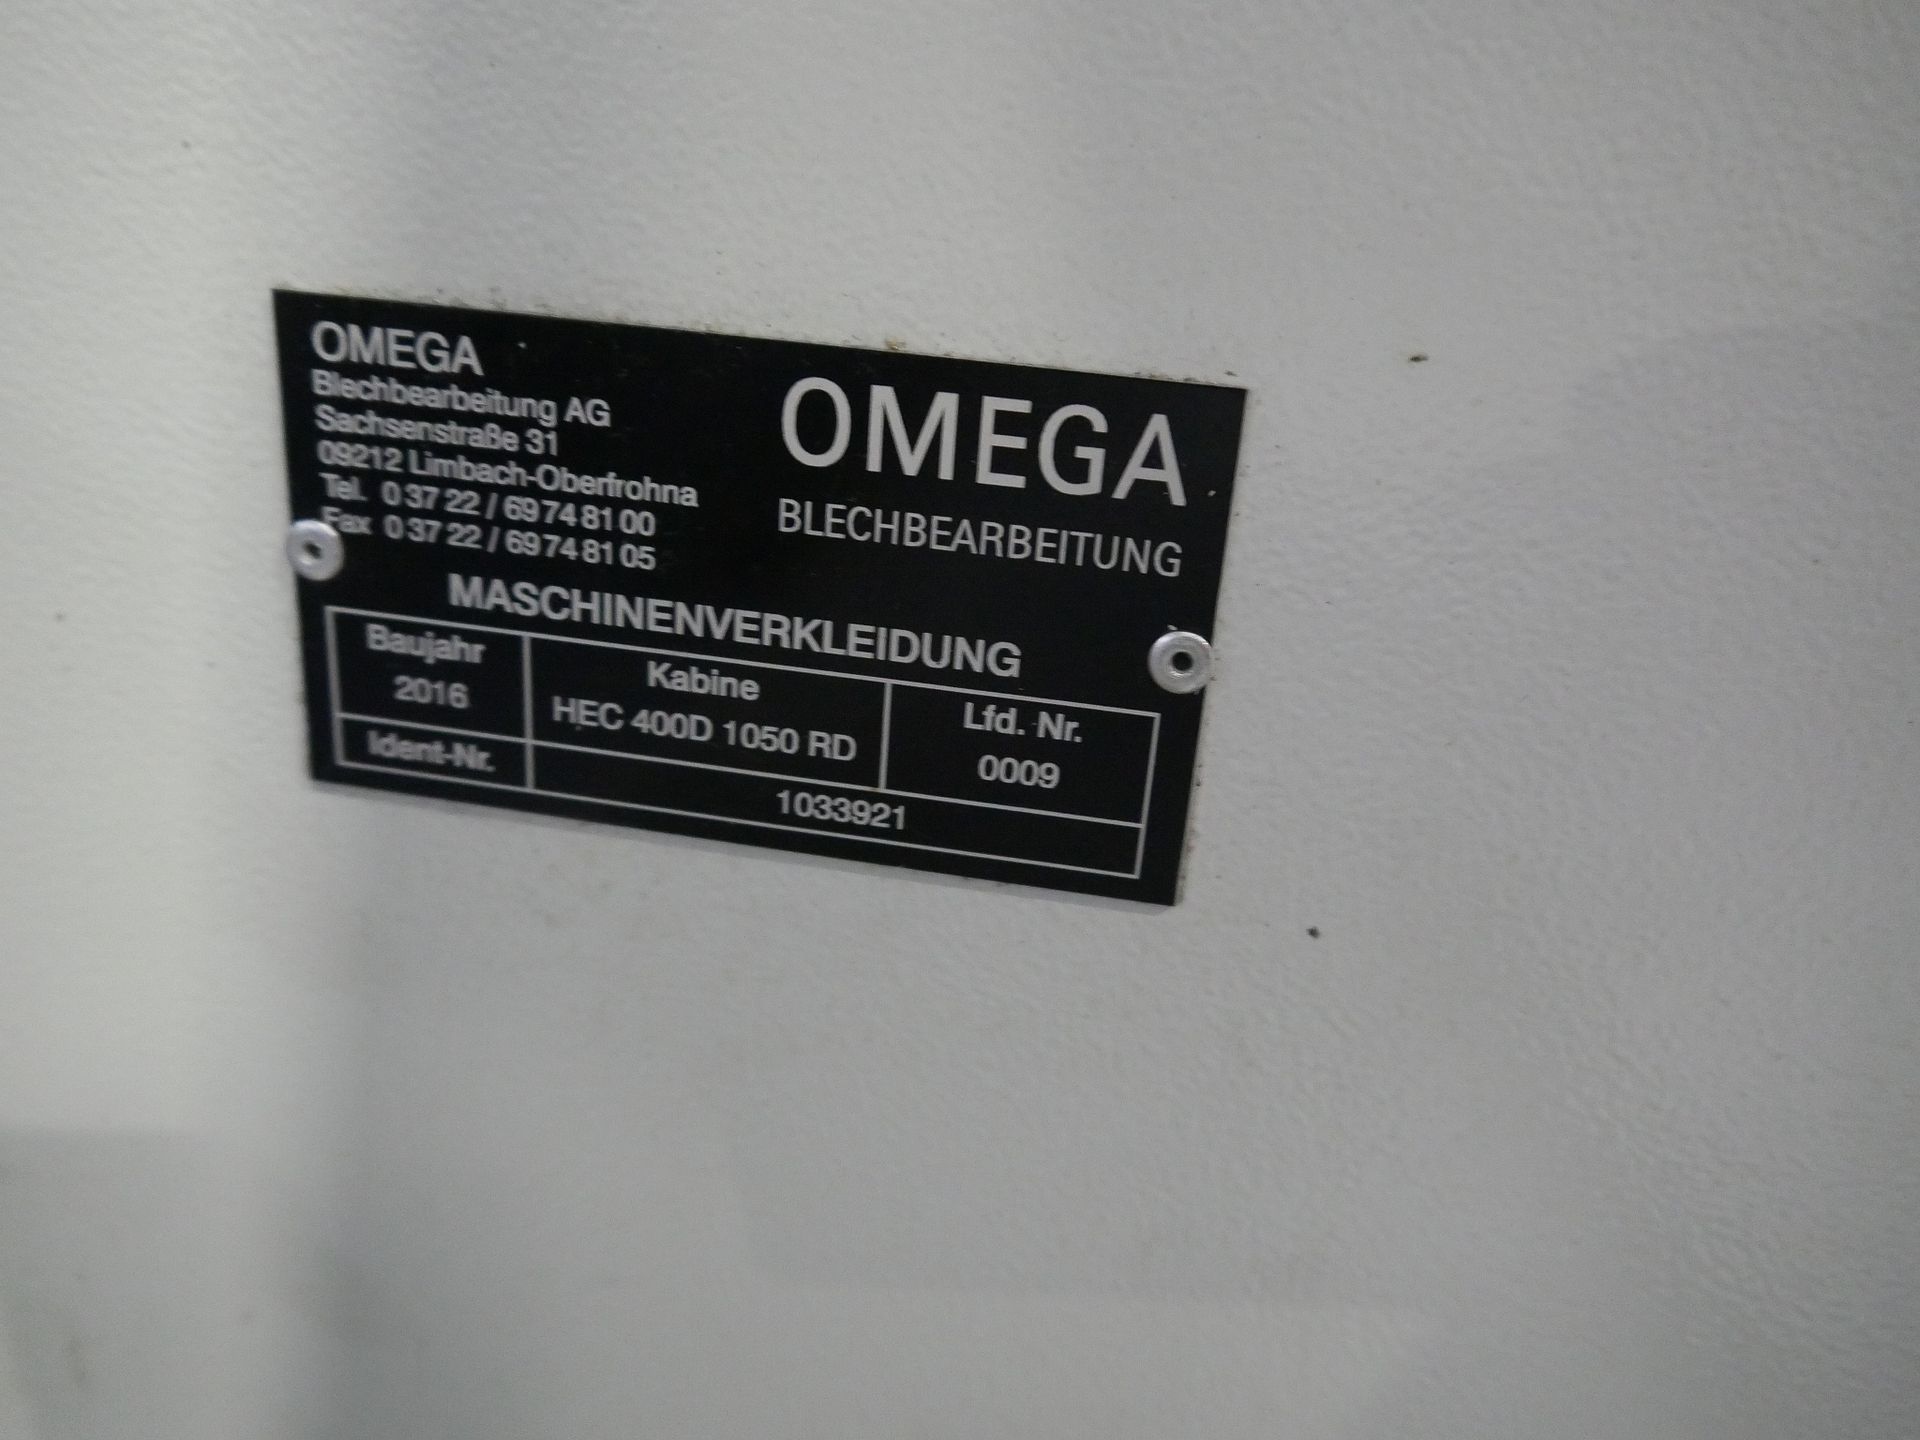 OMEGA
Blechbearbeitung AG
Sachsenstraße 31
09212 Limbach-Oberfrohna
Tel. 0 37 22 / 69 74 81 00
Fax 0 37 22 / 69 74 81 05
OMEGA
BLECHBEARBEITUNG
MASCHINENVERKLEIDUNG
Baujahr
2016
Kabine
HEC 400D 1050 RD
Lfd. Nr.
0009
Ident-Nr.
1033921